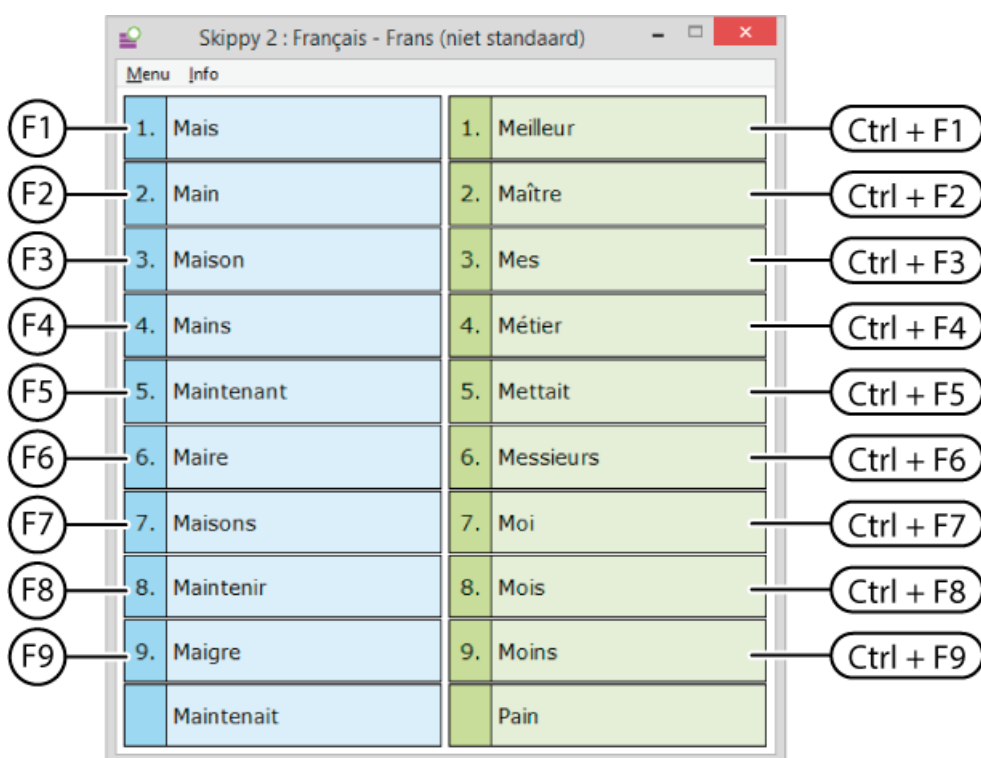 Skippy 2 : Français - Frans (niet standaard)
Menu Info
F1 1. Mais 1. Meilleur Ctrl + F1
F2 2. Main 2. Maître Ctrl + F2
F3 3. Maison 3. Mes Ctrl + F3
F4 4. Mains 4. Métier Ctrl + F4
F5 5. Maintenant 5. Mettait Ctrl + F5
F6 6. Maire 6. Messieurs Ctrl + F6
F7 7. Maisons 7. Moi Ctrl + F7
F8 8. Maintenir 8. Mois Ctrl + F8
F9 9. Maigre 9. Moins Ctrl + F9
Maintenait Pain